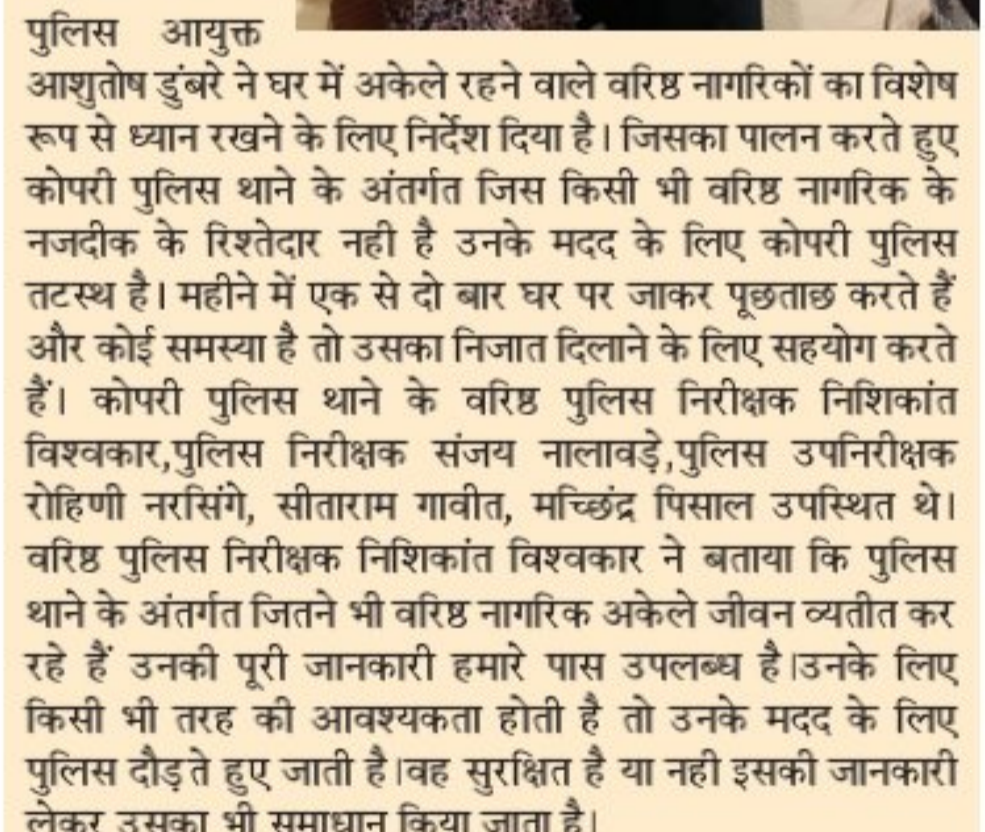 पुलिस आयुक्त
आशुतोष डुंबरे ने घर में अकेले रहने वाले वरिष्ठ नागरिकों का विशेष
रूप से ध्यान रखने के लिए निर्देश दिया है। जिसका पालन करते हुए
कोपरी पुलिस थाने के अंतर्गत जिस किसी भी वरिष्ठ नागरिक के
नजदीक के रिश्तेदार नही है उनके मदद के लिए कोपरी पुलिस
तटस्थ है। महीने में एक से दो बार घर पर जाकर पूछताछ करते हैं
और कोई समस्या है तो उसका निजात दिलाने के लिए सहयोग करते
हैं। कोपरी पुलिस थाने के वरिष्ठ पुलिस निरीक्षक निशिकांत
विश्वकार,पुलिस निरीक्षक संजय नालावड़े,पुलिस उपनिरीक्षक
रोहिणी नरसिंगे, सीताराम गावीत, मच्छिंद्र पिसाल उपस्थित थे।
वरिष्ठ पुलिस निरीक्षक निशिकांत विश्वकार ने बताया कि पुलिस
थाने के अंतर्गत जितने भी वरिष्ठ नागरिक अकेले जीवन व्यतीत कर
रहे हैं उनकी पूरी जानकारी हमारे पास उपलब्ध है।उनके लिए
किसी भी तरह की आवश्यकता होती है तो उनके मदद के लिए
पुलिस दौड़ते हुए जाती है।वह सुरक्षित है या नही इसकी जानकारी
लेकर उसका भी समाधान किया जाता है।